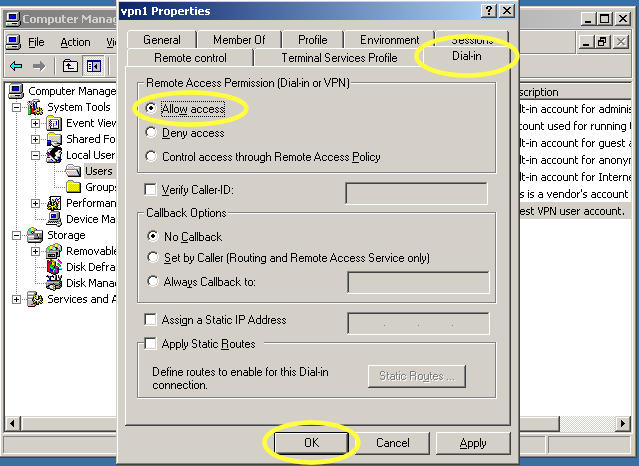 vpn1 Properties
Computer Manag
File Action Vi
General Member Of Profile Environment Sessions
Remote control Terminal Services Profile Dial-in
Remote Access Permission (Dial-in or VPN)
Allow access
Deny access
Control access through Remote Access Policy
Verify Caller-ID:
Callback Options
No Callback
Set by Caller (Routing and Remote Access Service only)
Always Callback to:
Assign a Static IP Address
Apply Static Routes
Define routes to enable for this Dial-in
connection.
Static Routes ...
OK Cancel Apply
Computer Manage
System Tools
Event View
Shared Fo
Local User
Users
Groups
Performan
Device Ma
Storage
Removable
Disk Defra
Disk Mana
Services and A
scription
lt-in account for adminis
count used for running
lt-in account for guest a
lt-in account for anonym
lt-in account for Interne
s is a vendor's account
est VPN user account.